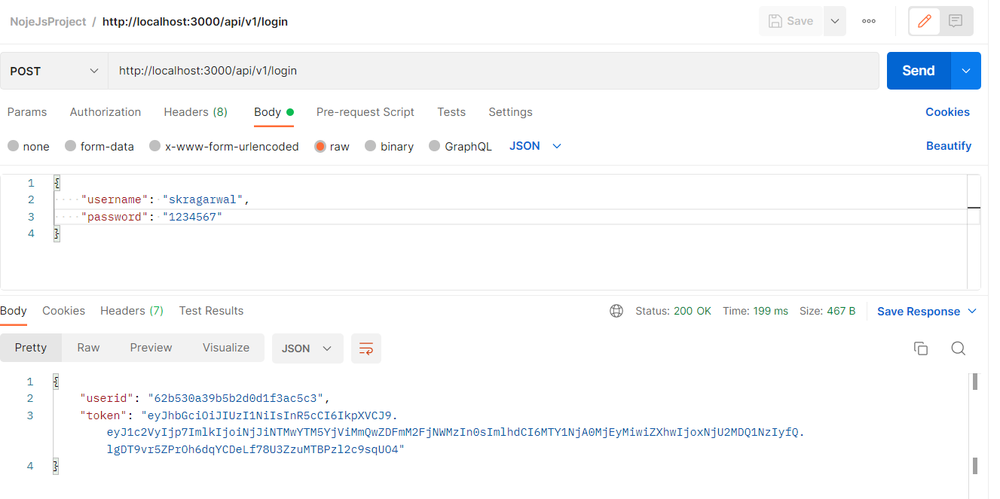 NojeJsProject / http://localhost:3000/api/v1/login
Save
POST
http://localhost:3000/api/v1/login
Send
Params Authorization Headers (8) Body Pre-request Script Tests Settings Cookies
none form-data x-www-form-urlencoded raw binary GraphQL JSON Beautify
1 {
2 "username": "skragarwal",
3 "password": "1234567"
4 }
Body Cookies Headers (7) Test Results Status: 200 OK Time: 199 ms Size: 467 B Save Response
Pretty Raw Preview Visualize JSON
1 {
2 "userid": "62b530a39b5b2d0d1f3ac5c3",
3 "token": "eyJhbGciOiJIUzI1NiIsInR5cCI6IkpXVCJ9.
eyJ1c2VyIjp7ImlkIjoiNjJiNTMwYTM5YjViMmQwZDFmM2FjNWMzIn0sImlhdCI6MTY1NjA0MjEyMiwiZXhwIjoxNjU2MDQ1NzIyfQ.
lgDT9vr5ZPrOh6dqYCDeLf78U3ZzuMTBPzl2c9sqUO4"
4 }